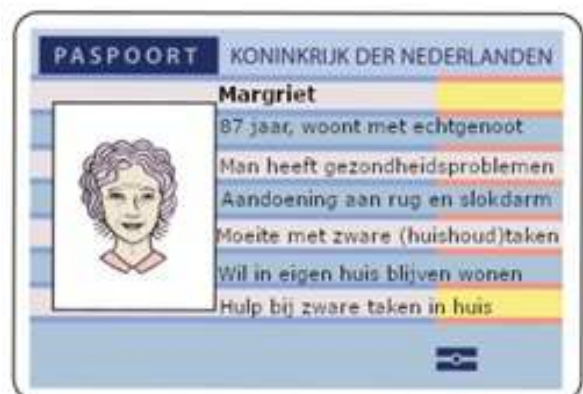 PASPOORT KONINKRIJK DER NEDERLANDEN
Margriet
87 jaar, woont met echtgenoot
Man heeft gezondheidsproblemen
Aandoening aan rug en slokdarm
Moeite met zware (huishoud)taken
Wil in eigen huis blijven wonen
Hulp bij zware taken in huis